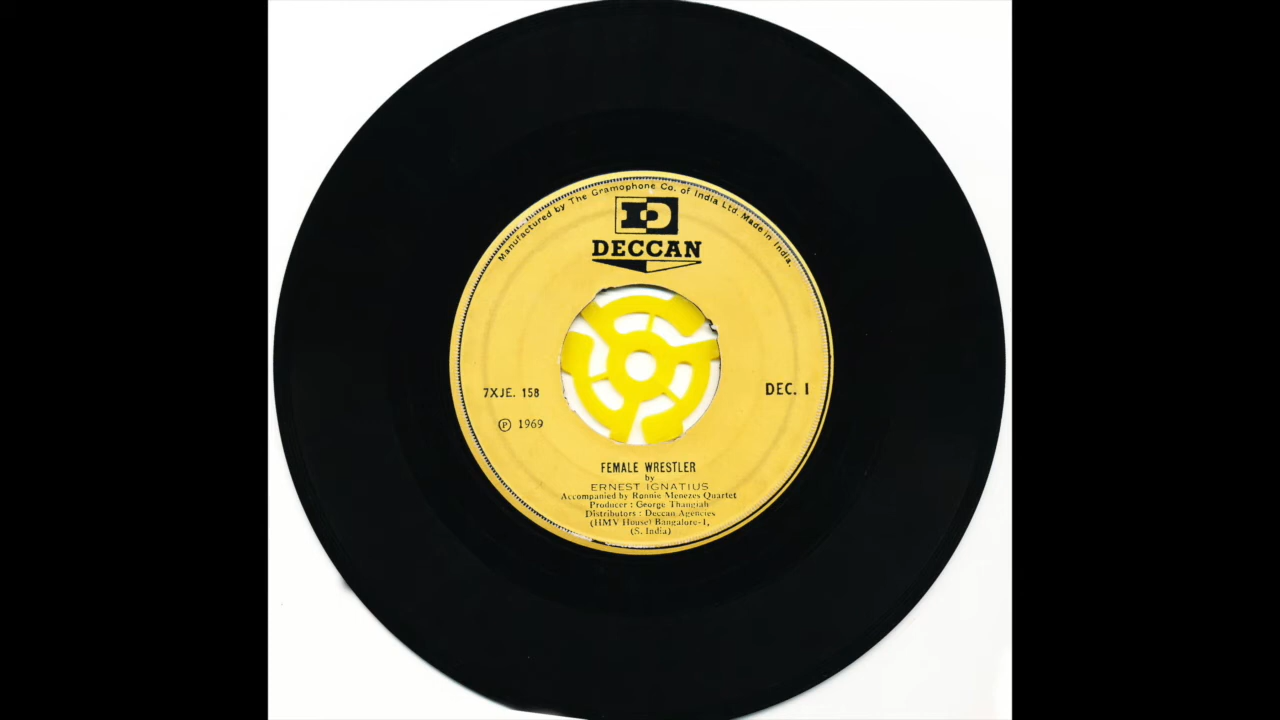 Manufactured by The Gramophone Co. of India Ltd. Made in India.
DECCAN
7XJE. 158
DEC. 1
Ⓟ 1969
FEMALE WRESTLER
by
ERNEST IGNATIUS
Accompanied by Ronnie Menezes Quartet
Producer : George Thangiah
Distributors : Deccan Agencies
(HMV House) Bangalore-1,
(S. India)